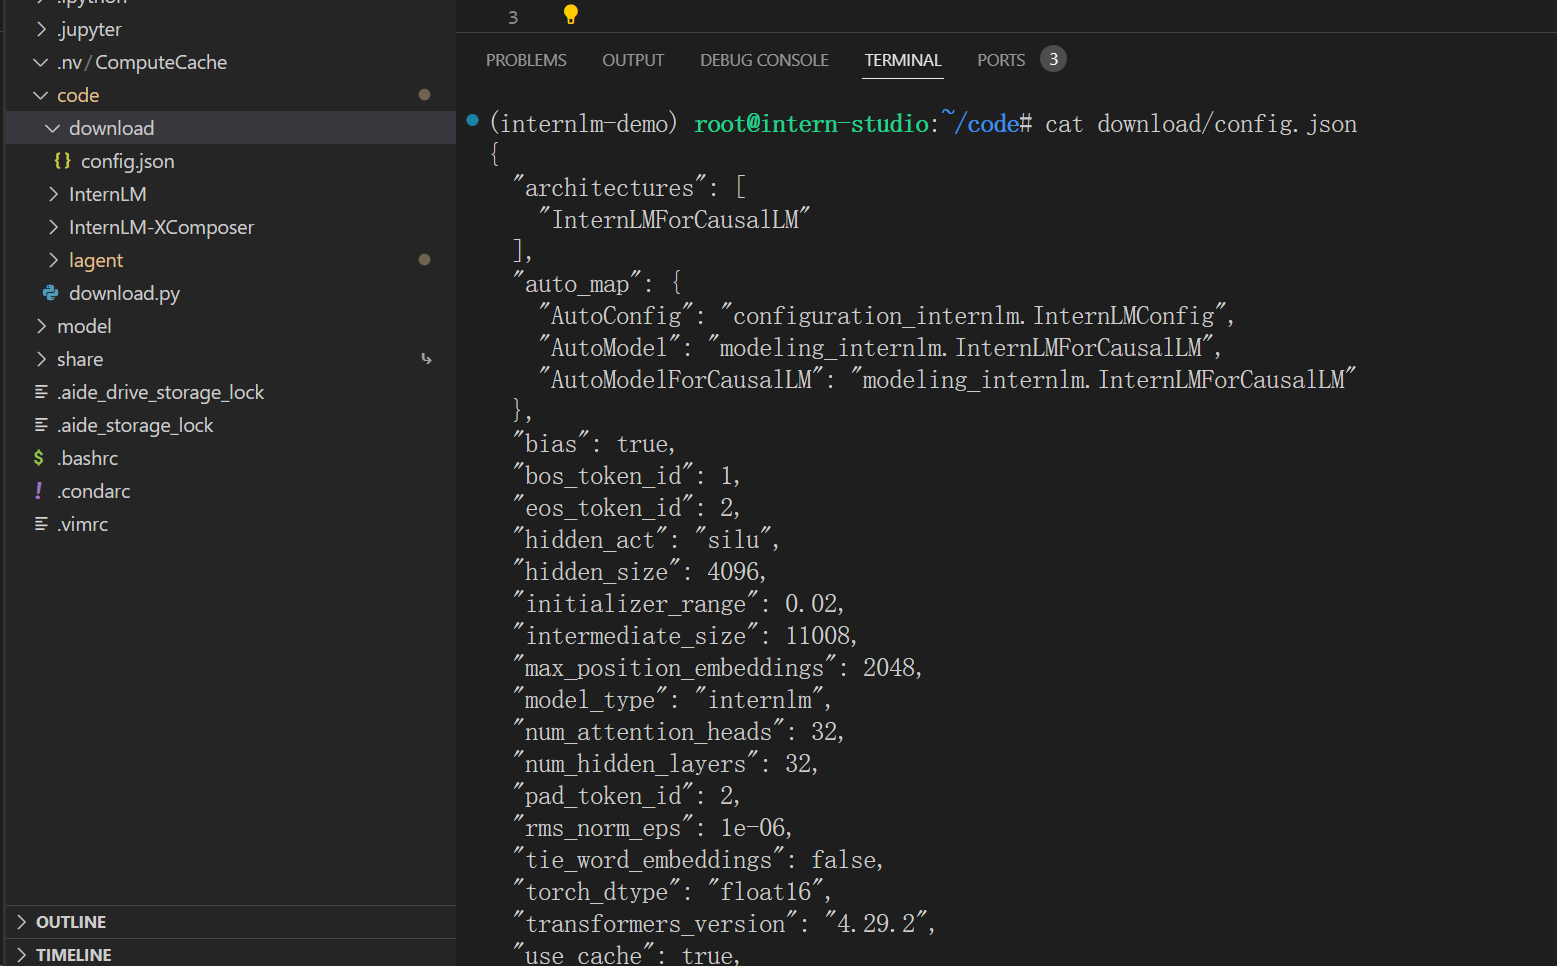 .ipython
.jupyter
.nv/ComputeCache
code
download
config.json
InternLM
InternLM-XComposer
lagent
download.py
model
share
.aide_drive_storage_lock
.aide_storage_lock
.bashrc
.condarc
.vimrc
OUTLINE
TIMELINE
3
PROBLEMS OUTPUT DEBUG CONSOLE TERMINAL PORTS 3
(internlm-demo) root@intern-studio:~/code# cat download/config.json
{
"architectures": [
"InternLMForCausalLM"
],
"auto_map": {
"AutoConfig": "configuration_internlm.InternLMConfig",
"AutoModel": "modeling_internlm.InternLMForCausalLM",
"AutoModelForCausalLM": "modeling_internlm.InternLMForCausalLM"
},
"bias": true,
"bos_token_id": 1,
"eos_token_id": 2,
"hidden_act": "silu",
"hidden_size": 4096,
"initializer_range": 0.02,
"intermediate_size": 11008,
"max_position_embeddings": 2048,
"model_type": "internlm",
"num_attention_heads": 32,
"num_hidden_layers": 32,
"pad_token_id": 2,
"rms_norm_eps": 1e-06,
"tie_word_embeddings": false,
"torch_dtype": "float16",
"transformers_version": "4.29.2",
"use_cache": true,